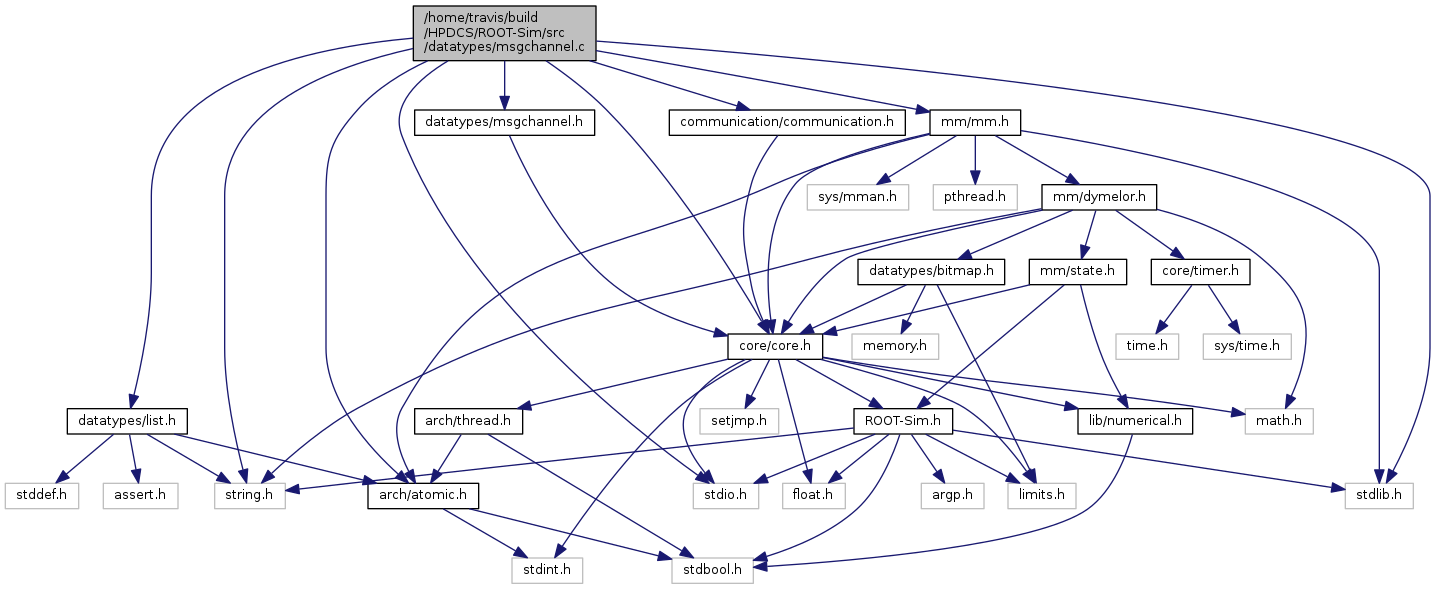 /home/travis/build
/HPDCS/ROOT-Sim/src
/datatypes/msgchannel.c
datatypes/msgchannel.h
communication/communication.h
mm/mm.h
sys/mman.h
pthread.h
mm/dymelor.h
datatypes/bitmap.h
mm/state.h
core/timer.h
core/core.h
memory.h
time.h
sys/time.h
datatypes/list.h
arch/thread.h
setjmp.h
ROOT-Sim.h
lib/numerical.h
math.h
stddef.h
assert.h
string.h
arch/atomic.h
stdio.h
float.h
argp.h
limits.h
stdlib.h
stdint.h
stdbool.h